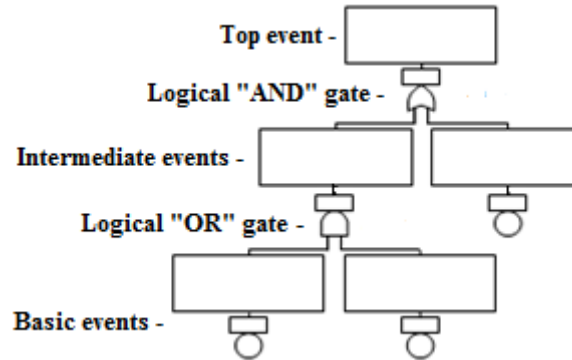 Top event -
Logical "AND" gate -
Intermediate events -
Logical "OR" gate -
Basic events -